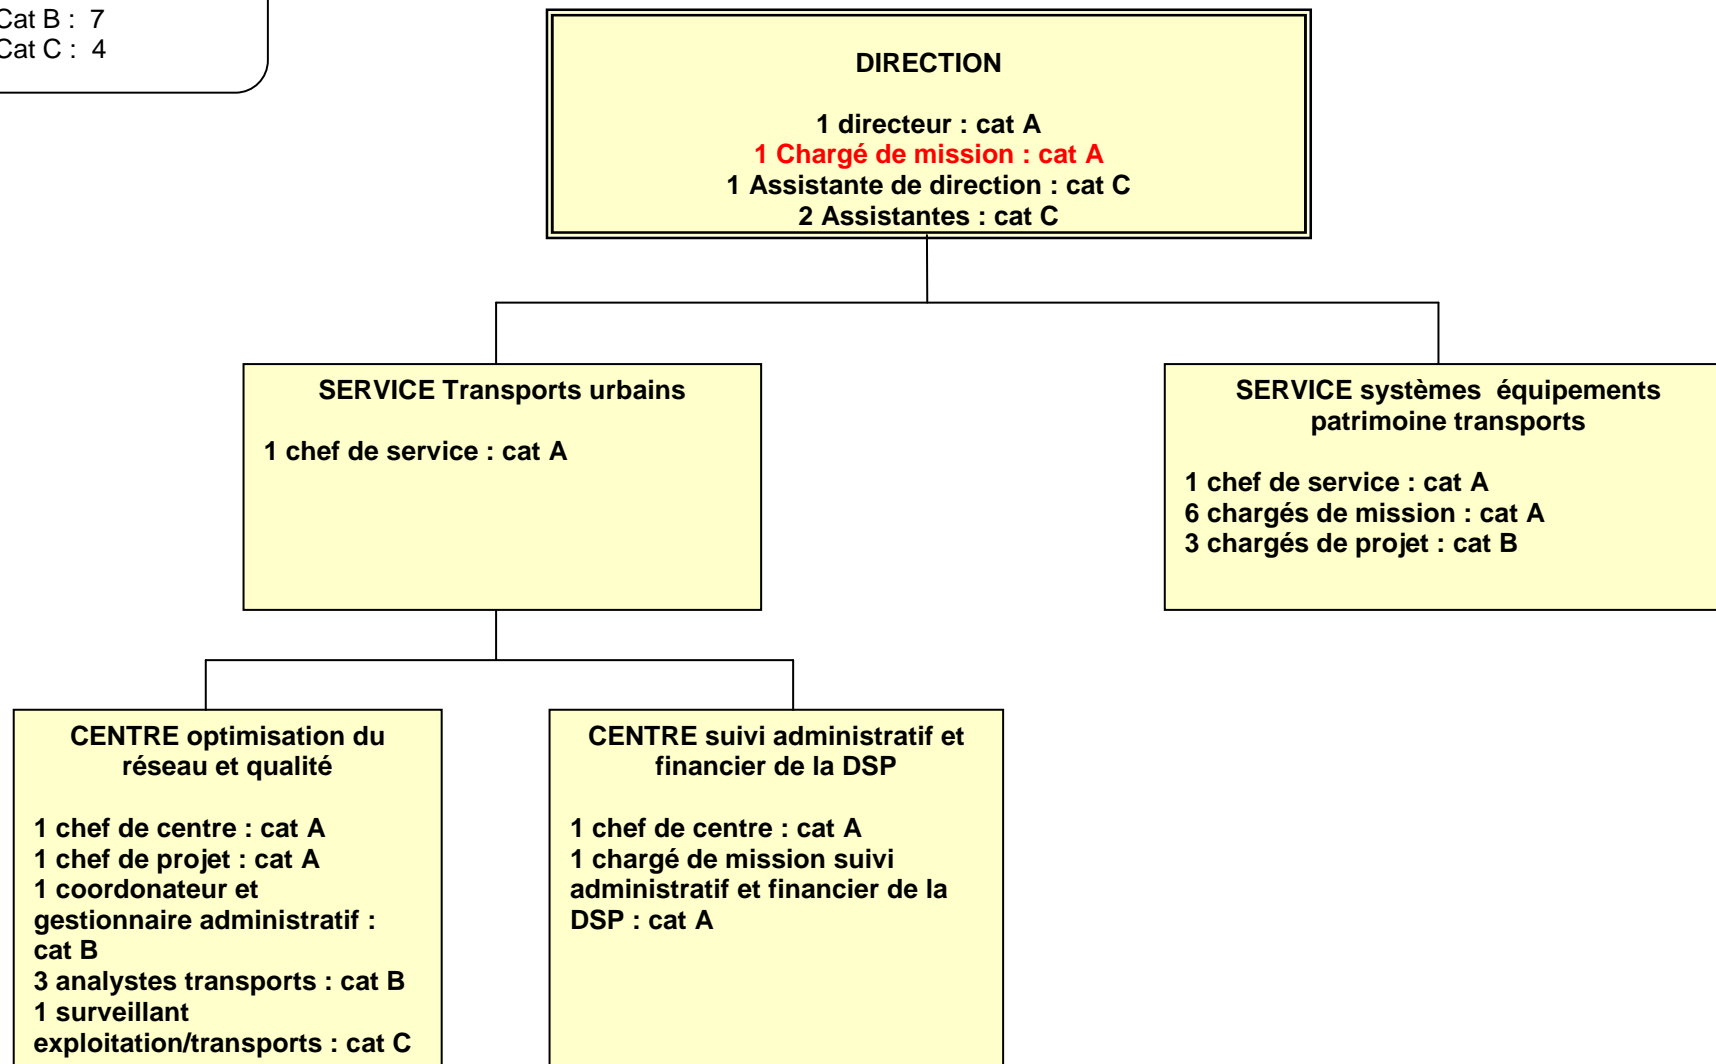 Cat B :  7
Cat C :  4
DIRECTION
1 directeur : cat A
1 Chargé de mission : cat A
1 Assistante de direction : cat C
2 Assistantes : cat C
SERVICE Transports urbains
1 chef de service : cat A
SERVICE systèmes  équipements
patrimoine transports
1 chef de service : cat A
6 chargés de mission : cat A
3 chargés de projet : cat B
CENTRE optimisation du
réseau et qualité
1 chef de centre : cat A
1 chef de projet : cat A
1 coordonateur et
gestionnaire administratif :
cat B
3 analystes transports : cat B
1 surveillant
exploitation/transports : cat C
CENTRE suivi administratif et
financier de la DSP
1 chef de centre : cat A
1 chargé de mission suivi
administratif et financier de la
DSP : cat A